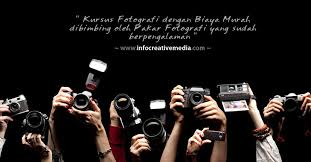 " Kursus Fotografi dengan Biaya Murah
dibimbing oleh Pakar Fotografi yang sudah
berpengalaman "
– www.infocreativemedia.com –